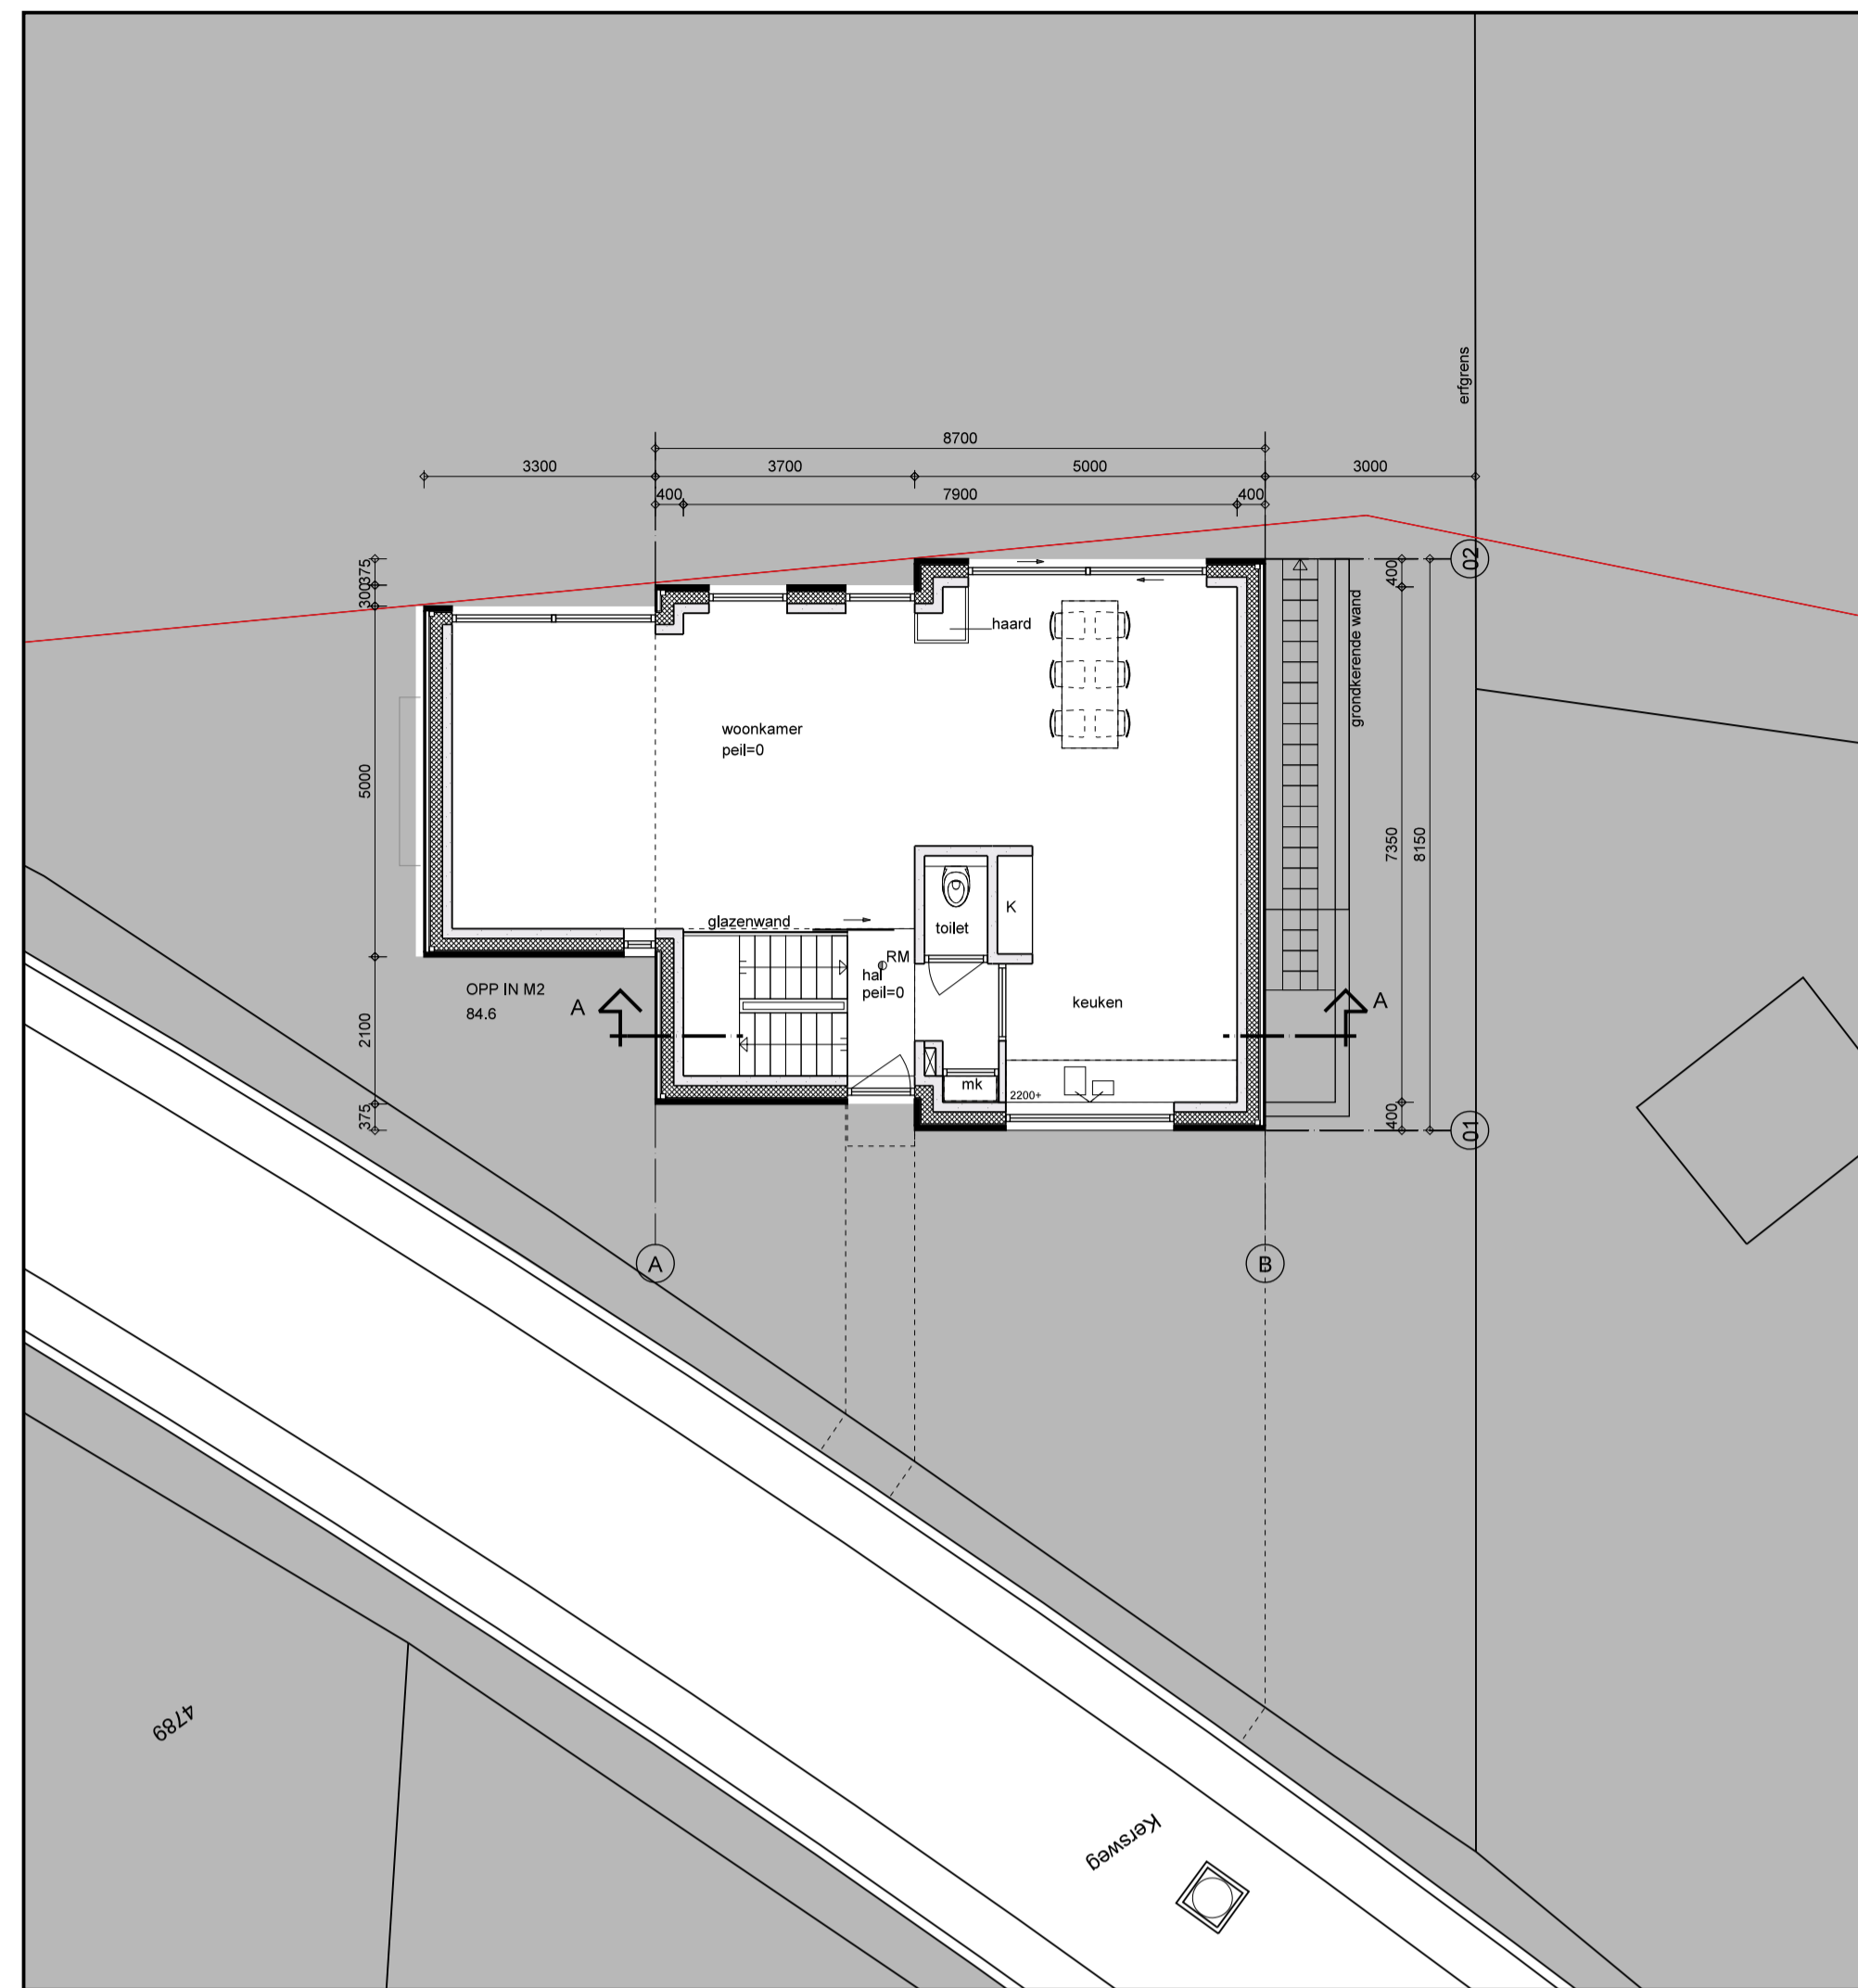 erfgrens
8700
3300
3700
5000
3000
400
7900
400
02
375
300
400
haard
grondkerende wand
woonkamer
peil=0
5000
7350
8150
K
glazenwand
toilet
RM
hal
peil=0
OPP IN M2
84.6
A
A
keuken
2100
mk
2200+
375
400
01
A
B
4789
Kersweg